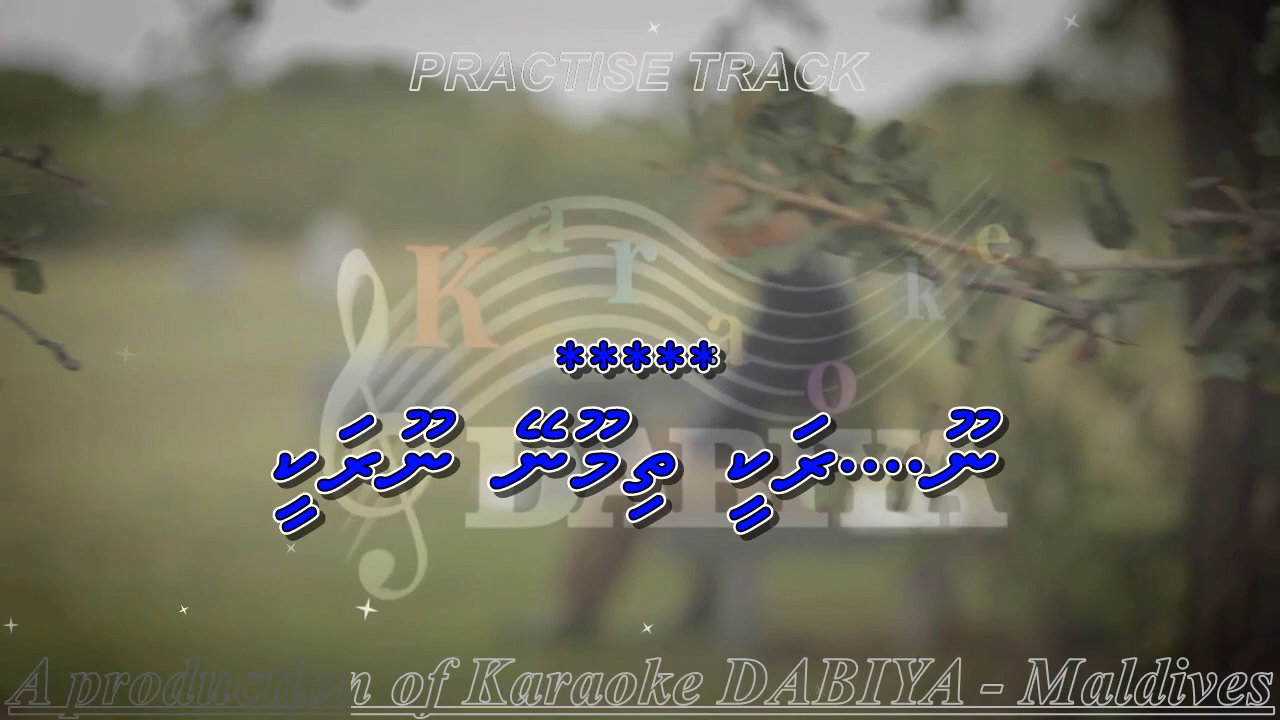 PRACTISE TRACK
Karaoke
*****
ނޫ....ރަކީ ތިމޫނޭ ނޫރަކީ
DABIYA
A production of Karaoke DABIYA - Maldives